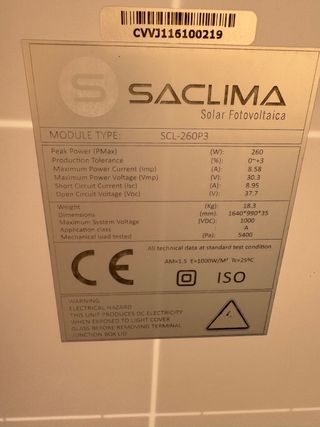 CVVJ116100219
S SACLIMA
Solar Fotovoltaica
MODULE TYPE: SCL-260P3
Peak Power (PMax) (W): 260
Production Tolerance %: 0~+3
Maximum Power Current (Imp) (A): 8.58
Maximum Power Voltage (Vmp) (V): 30.3
Short Circuit Current (Isc) (A): 8.95
Open Circuit Voltage (Voc) (V): 37.7
Weight (Kg): 18.3
Dimensions (mm): 1640*990*35
Maximum System Voltage (VDC): 1000
Application class A
Mechanical load tested (Pa): 5400
All technical data at standard test condition
AM=1.5 E=1000W/M² Tc=25ºC
CE ISO
WARNING
ELECTRICAL HAZARD
THIS UNIT PRODUCES DC ELECTRICITY
WHEN EXPOSED TO LIGHT COVER
GLASS BEFORE REMOVING TERMINAL
JUNCTION BOX LID